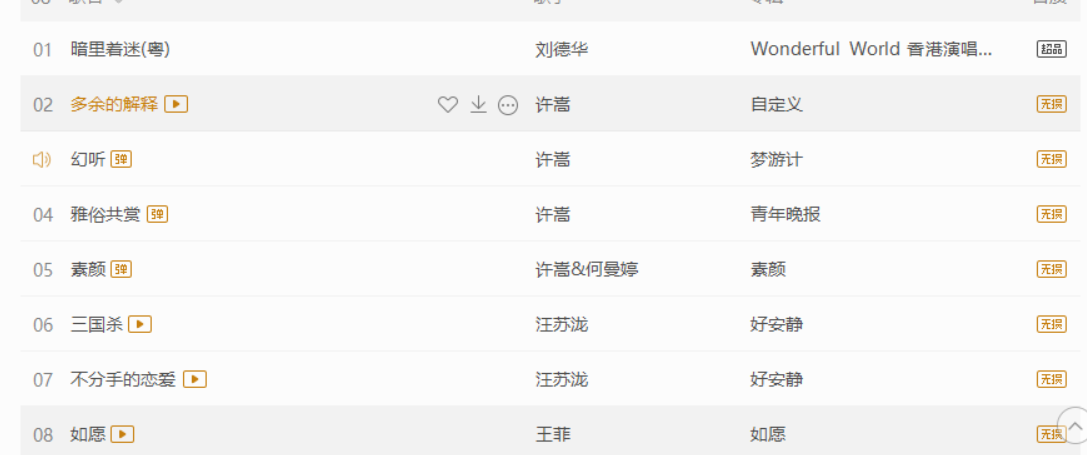 01 暗里着迷(粤) 刘德华 Wonderful World 香港演唱... 超品
02 多余的解释 许嵩 自定义 无损
幻听 弹 许嵩 梦游计 无损
04 雅俗共赏 弹 许嵩 青年晚报 无损
05 素颜 弹 许嵩&何曼婷 素颜 无损
06 三国杀 汪苏泷 好安静 无损
07 不分手的恋爱 汪苏泷 好安静 无损
08 如愿 王菲 如愿 无损